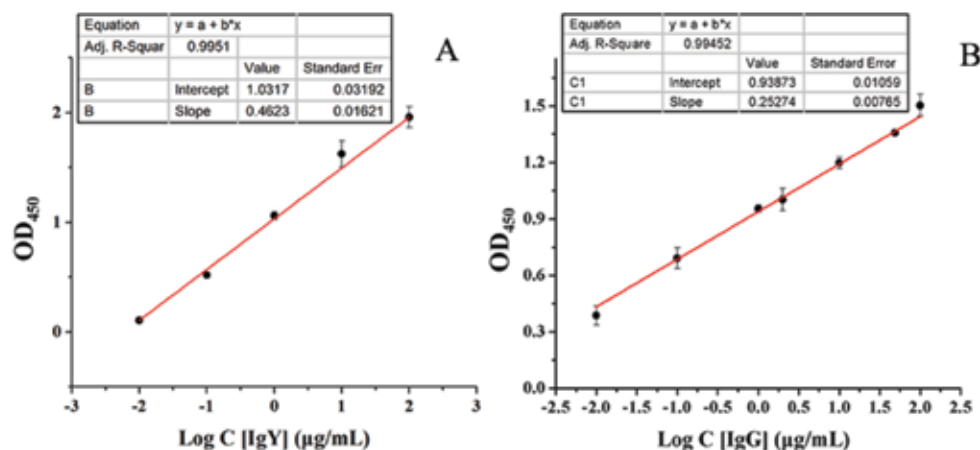 Equation y = a + b*x
Adj. R-Squar 0.9951
Value Standard Err
B Intercept 1.0317 0.03192
B Slope 0.4623 0.01621
A
2
1
0
OD450
-3 -2 -1 0 1 2 3
Log C [IgY] (µg/mL)
Equation y = a + b*x
Adj. R-Square 0.99452
Value Standard Error
C1 Intercept 0.93873 0.01059
C1 Slope 0.25274 0.00765
B
1.5
1.2
0.9
0.6
0.3
0.0
OD450
-2.5 -2.0 -1.5 -1.0 -0.5 0.0 0.5 1.0 1.5 2.0 2.5
Log C [IgG] (µg/mL)